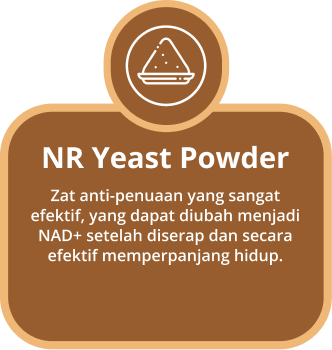 NR Yeast Powder
Zat anti-penuaan yang sangat
efektif, yang dapat diubah menjadi
NAD+ setelah diserap dan secara
efektif memperpanjang hidup.